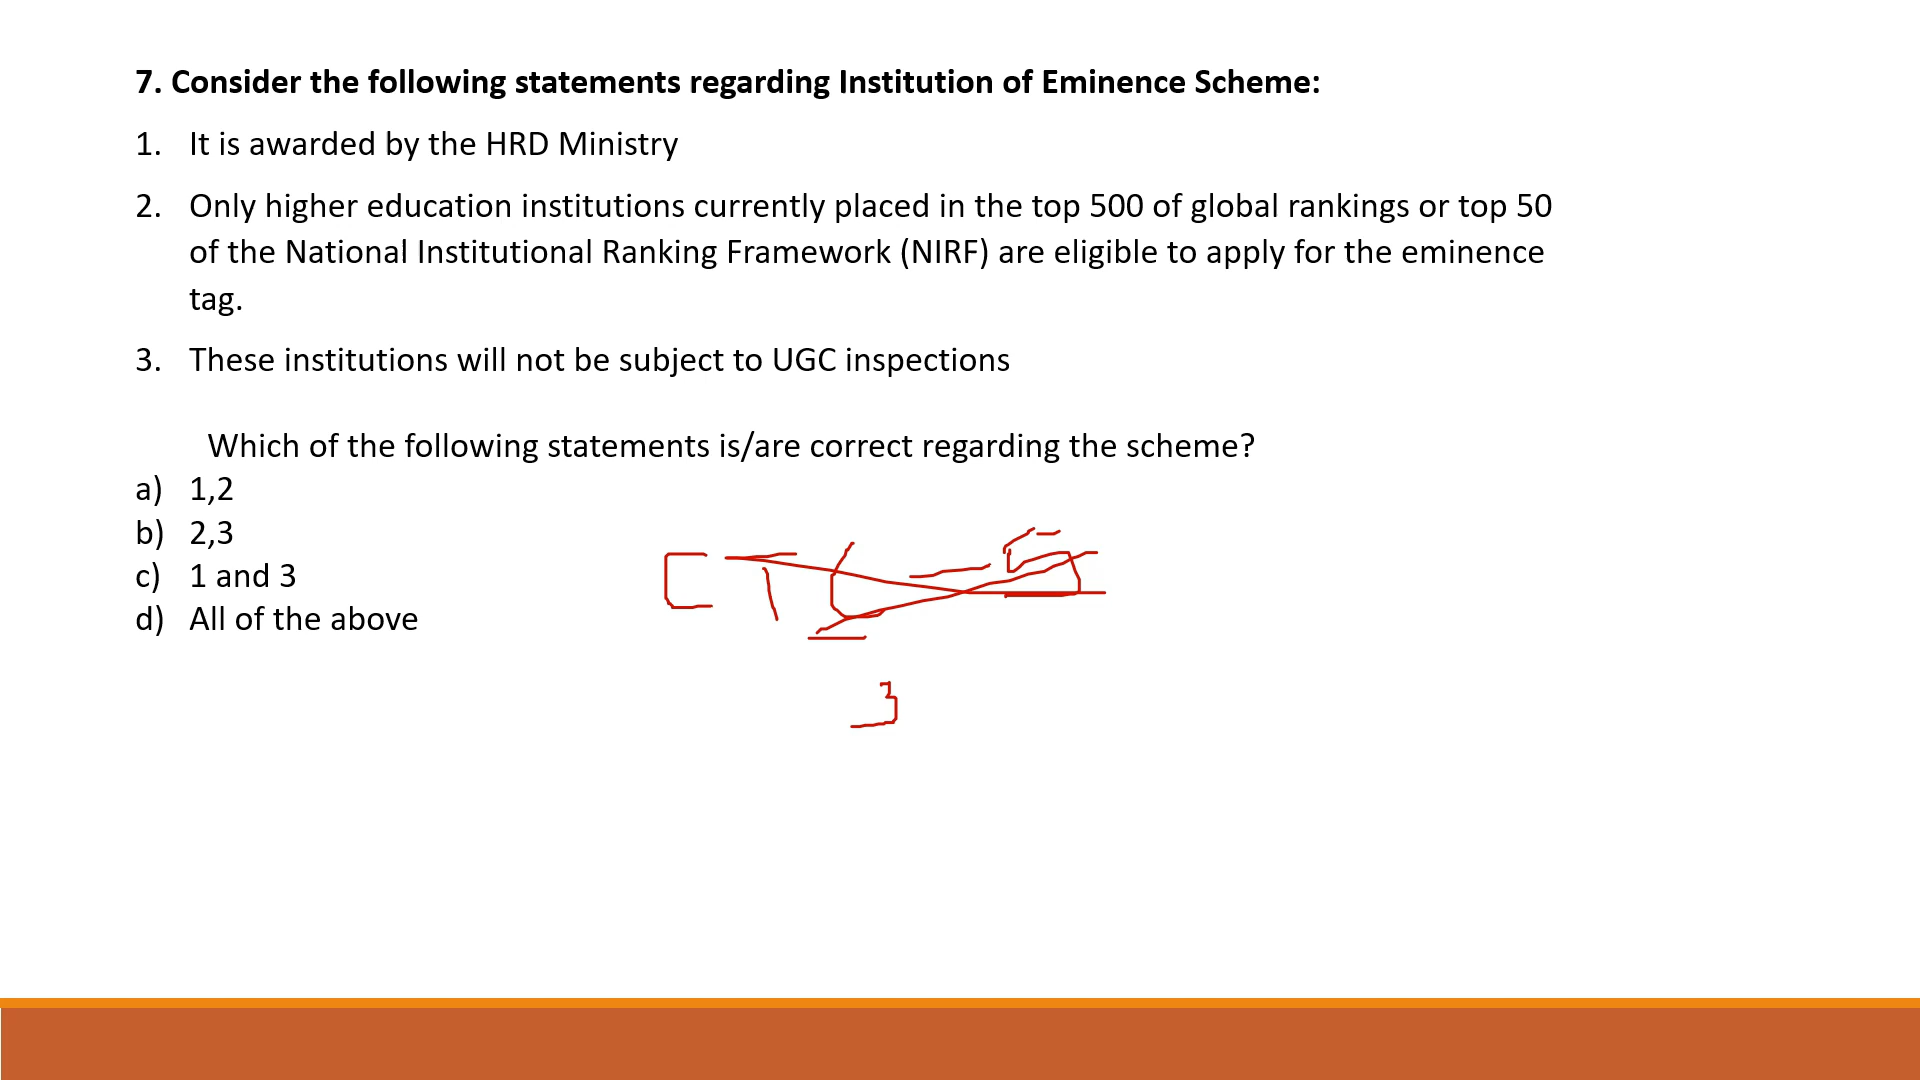 7. Consider the following statements regarding Institution of Eminence Scheme:
1. It is awarded by the HRD Ministry
2. Only higher education institutions currently placed in the top 500 of global rankings or top 50
of the National Institutional Ranking Framework (NIRF) are eligible to apply for the eminence
tag.
3. These institutions will not be subject to UGC inspections
Which of the following statements is/are correct regarding the scheme?
a) 1,2
b) 2,3
c) 1 and 3
d) All of the above
3